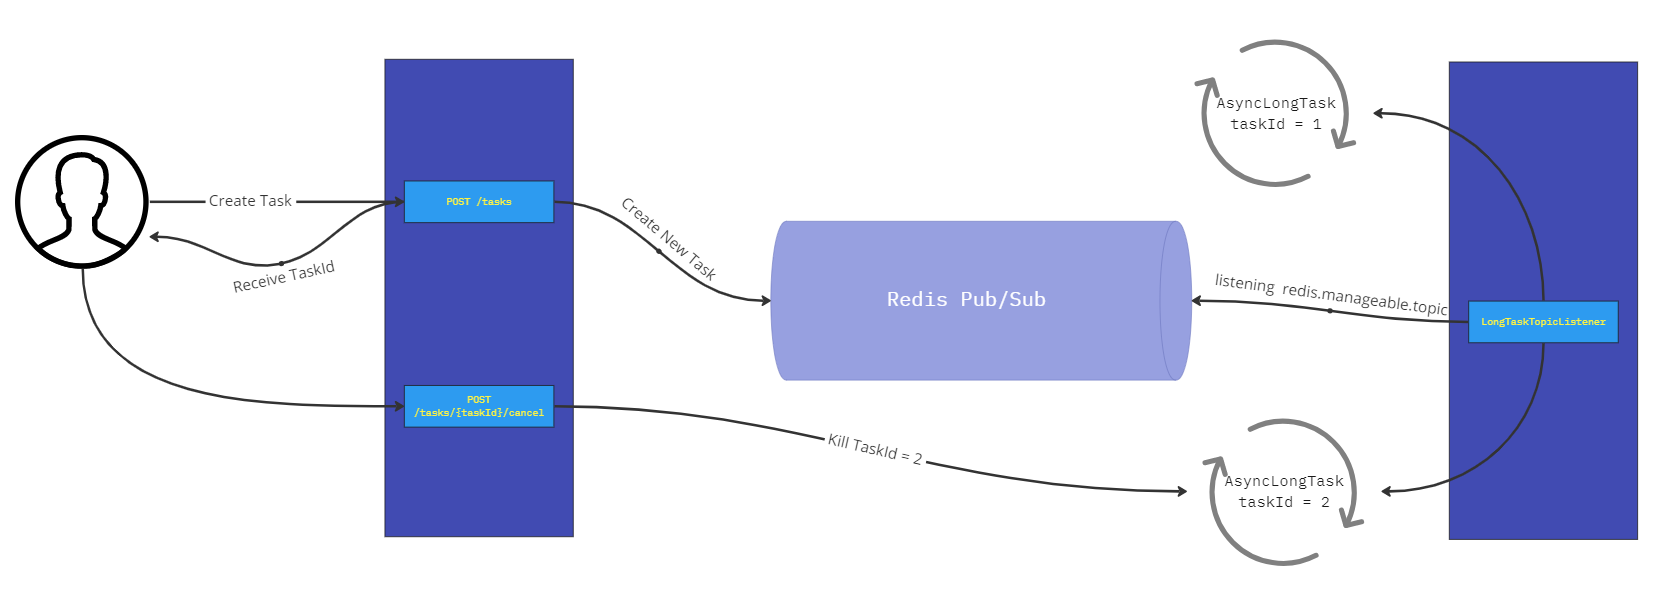 AsyncLongTask
taskId = 1
Create Task
POST /tasks
Create New Task
Receive TaskId
Redis Pub/Sub
listening redis.manageable.topic
LongTaskTopicListener
POST
/tasks/{taskId}/cancel
Kill TaskId = 2
AsyncLongTask
taskId = 2